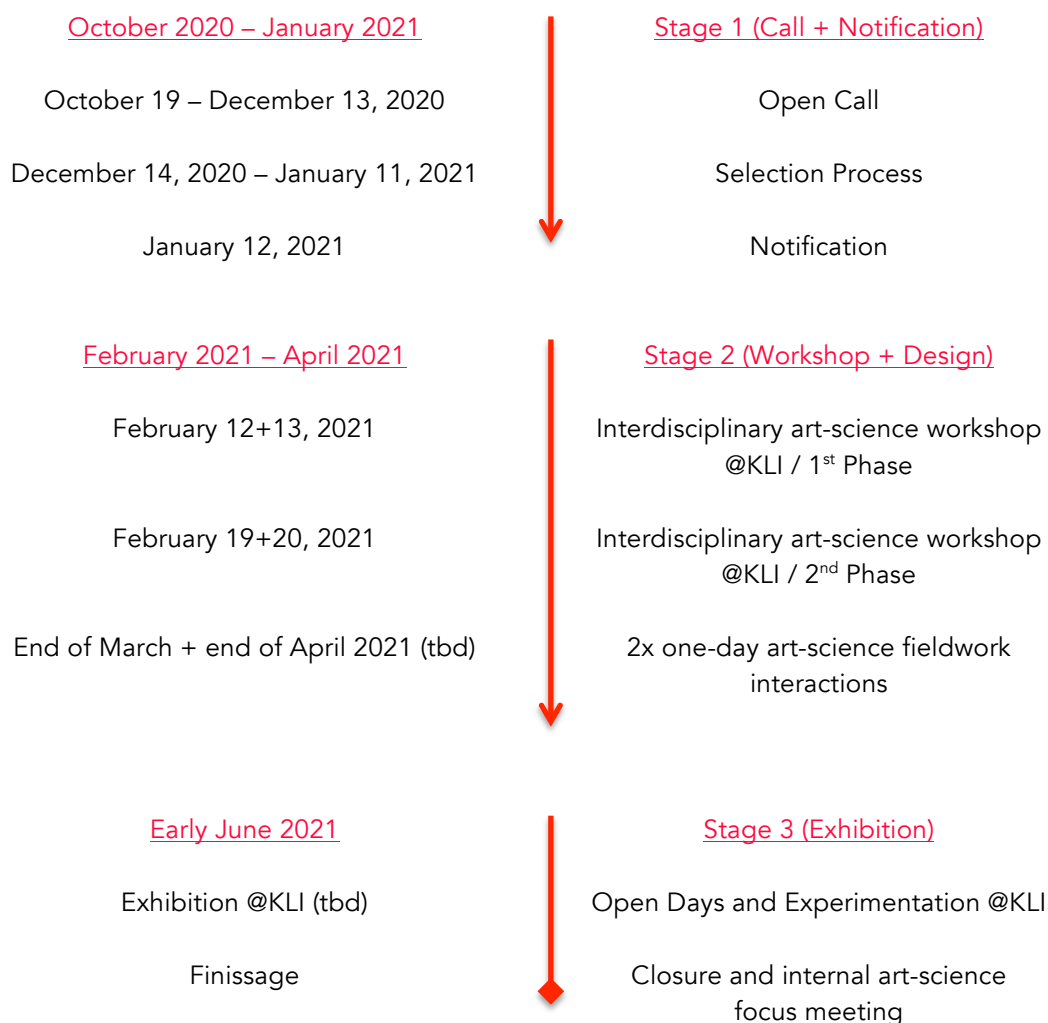 October 2020 – January 2021
Stage 1 (Call + Notification)
October 19 – December 13, 2020
Open Call
December 14, 2020 – January 11, 2021
Selection Process
January 12, 2021
Notification
February 2021 – April 2021
Stage 2 (Workshop + Design)
February 12+13, 2021
Interdisciplinary art-science workshop
@KLI / 1st Phase
February 19+20, 2021
Interdisciplinary art-science workshop
@KLI / 2nd Phase
End of March + end of April 2021 (tbd)
2x one-day art-science fieldwork
interactions
Early June 2021
Stage 3 (Exhibition)
Exhibition @KLI (tbd)
Open Days and Experimentation @KLI
Finissage
Closure and internal art-science
focus meeting